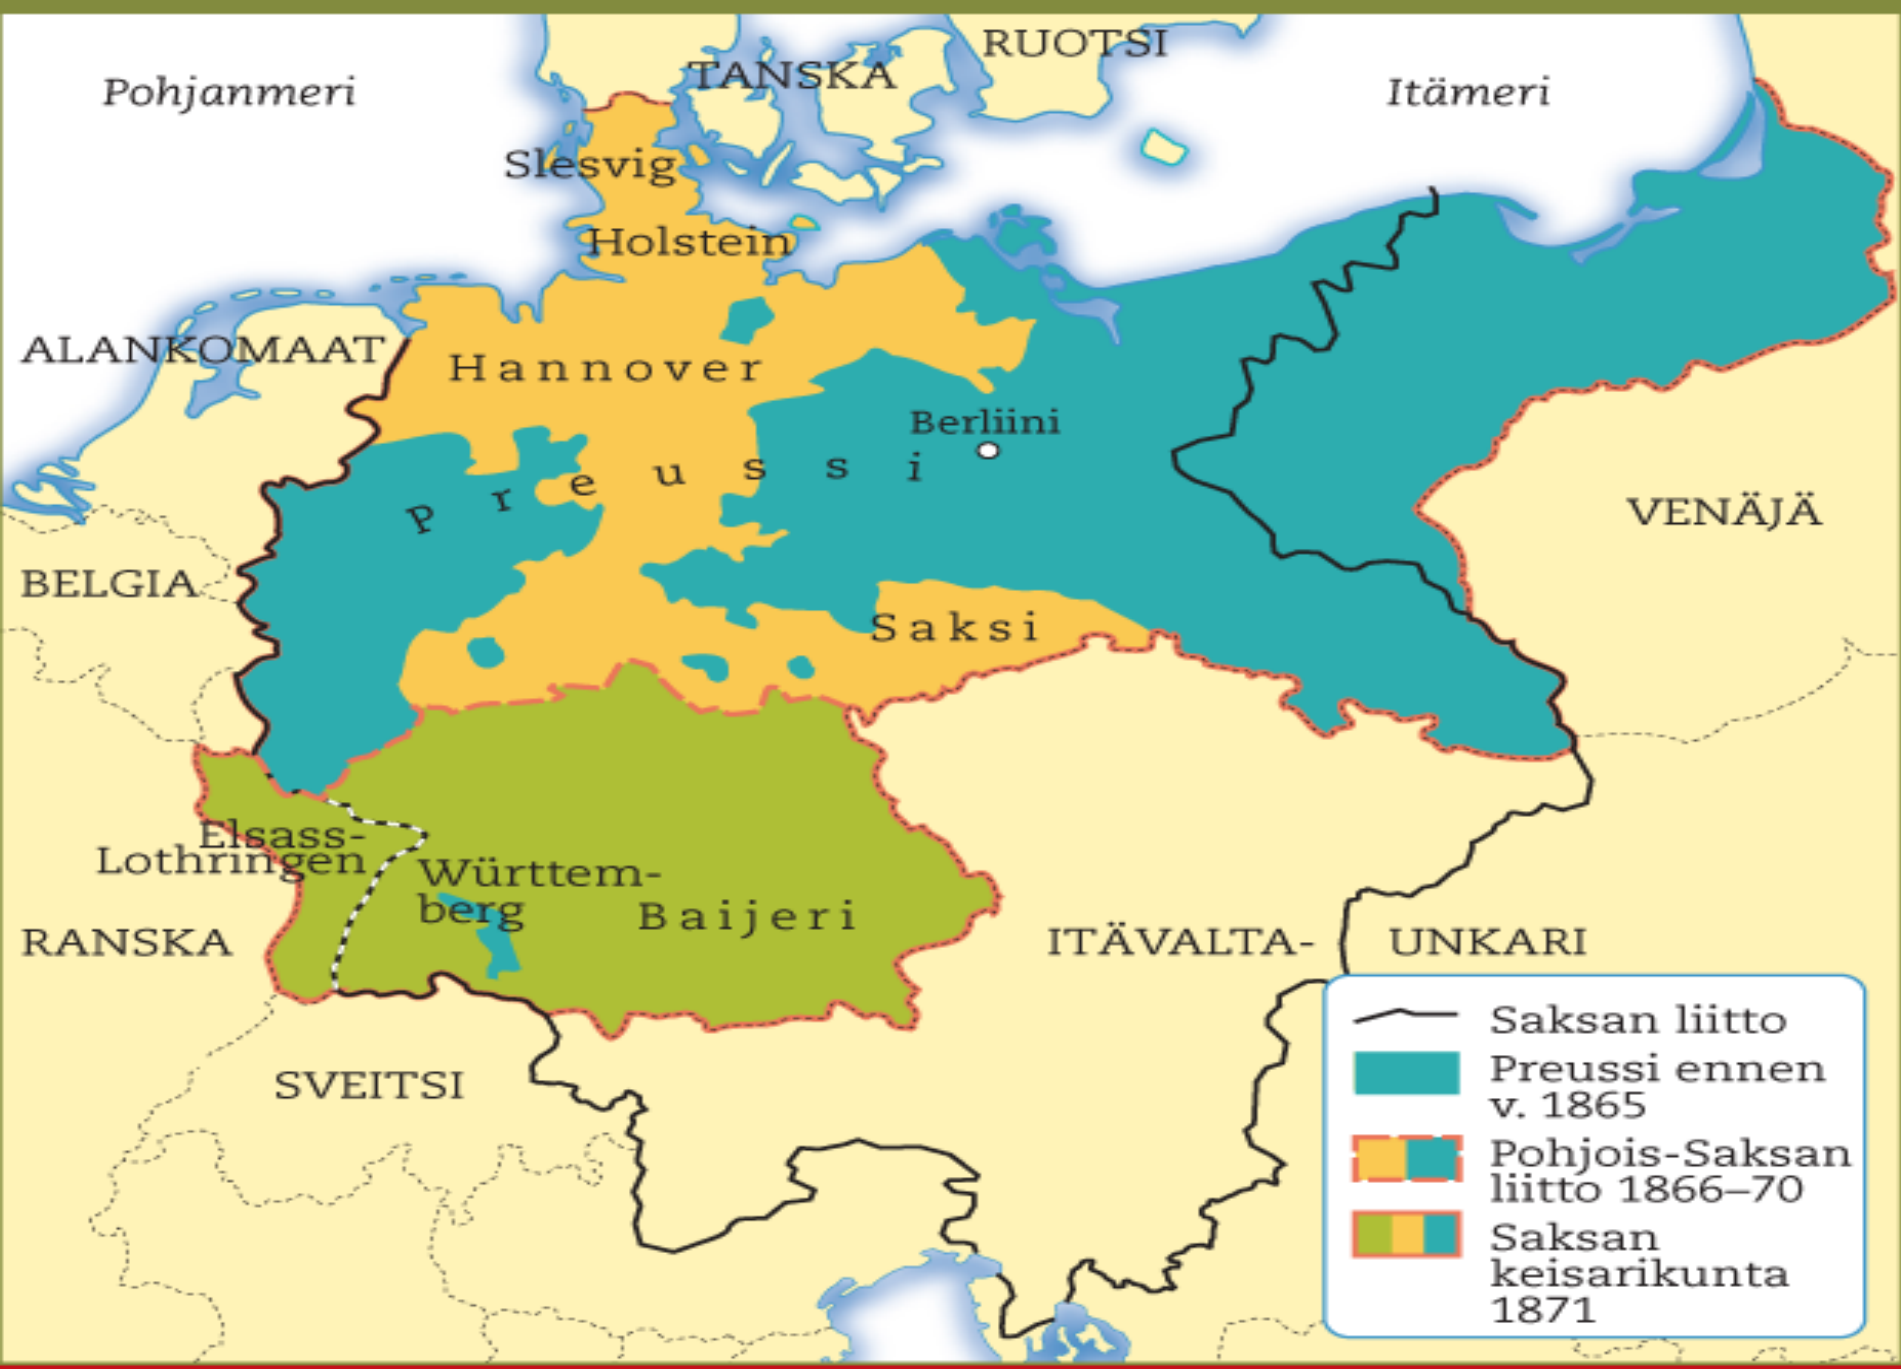 RUOTSI
TANSKA
Pohjanmeri
Itämeri
Slesvig
Holstein
ALANKOMAAT
Hannover
Berliini
Preussi
VENÄJÄ
BELGIA
Saksi
Elsass-
Lothringen
Württem-
berg
Baijeri
RANSKA
ITÄVALTA-
UNKARI
SVEITSI
Saksan liitto
Preussi ennen
v. 1865
Pohjois-Saksan
liitto 1866–70
Saksan
keisarikunta
1871